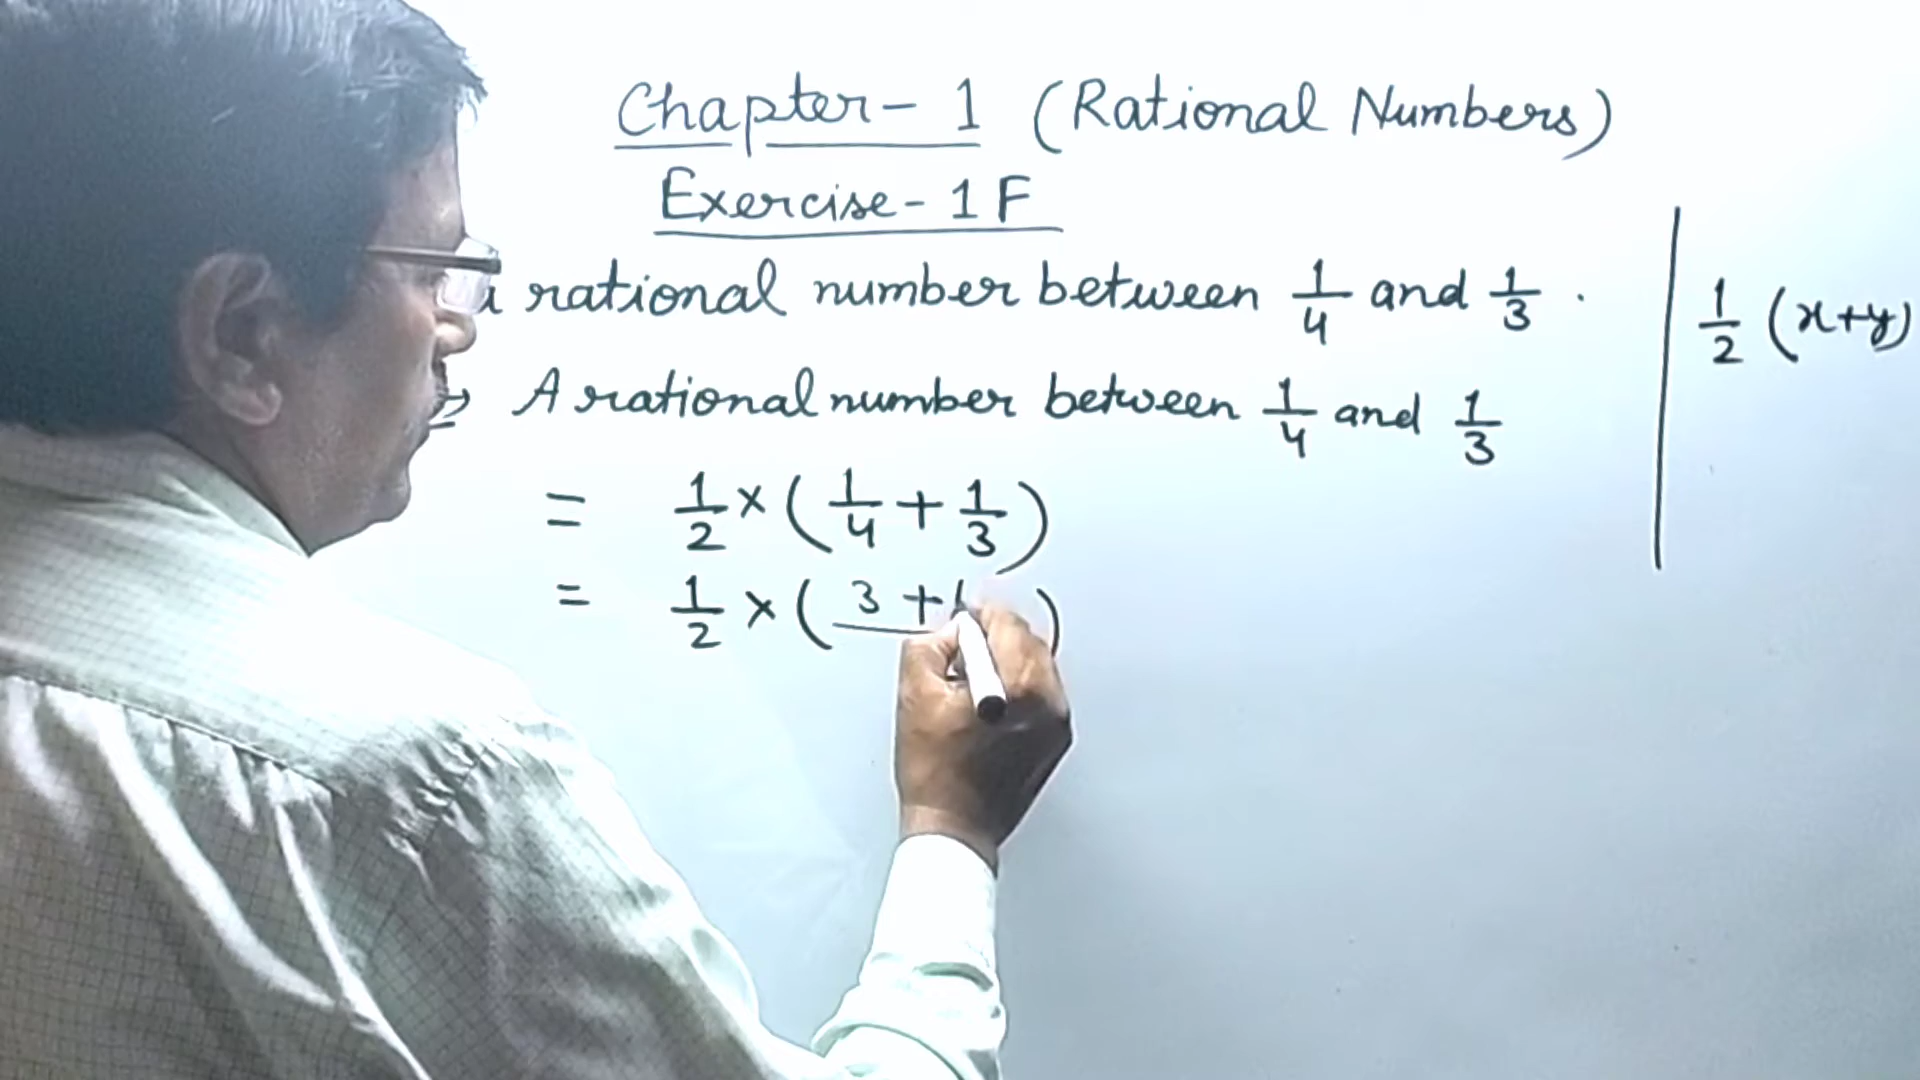 Chapter - 1 (Rational Numbers)
Exercise - 1F
a rational number between 1/4 and 1/3 .
1/2 (x+y)
→ A rational number between 1/4 and 1/3
= 1/2 × (1/4 + 1/3)
= 1/2 × (3 +